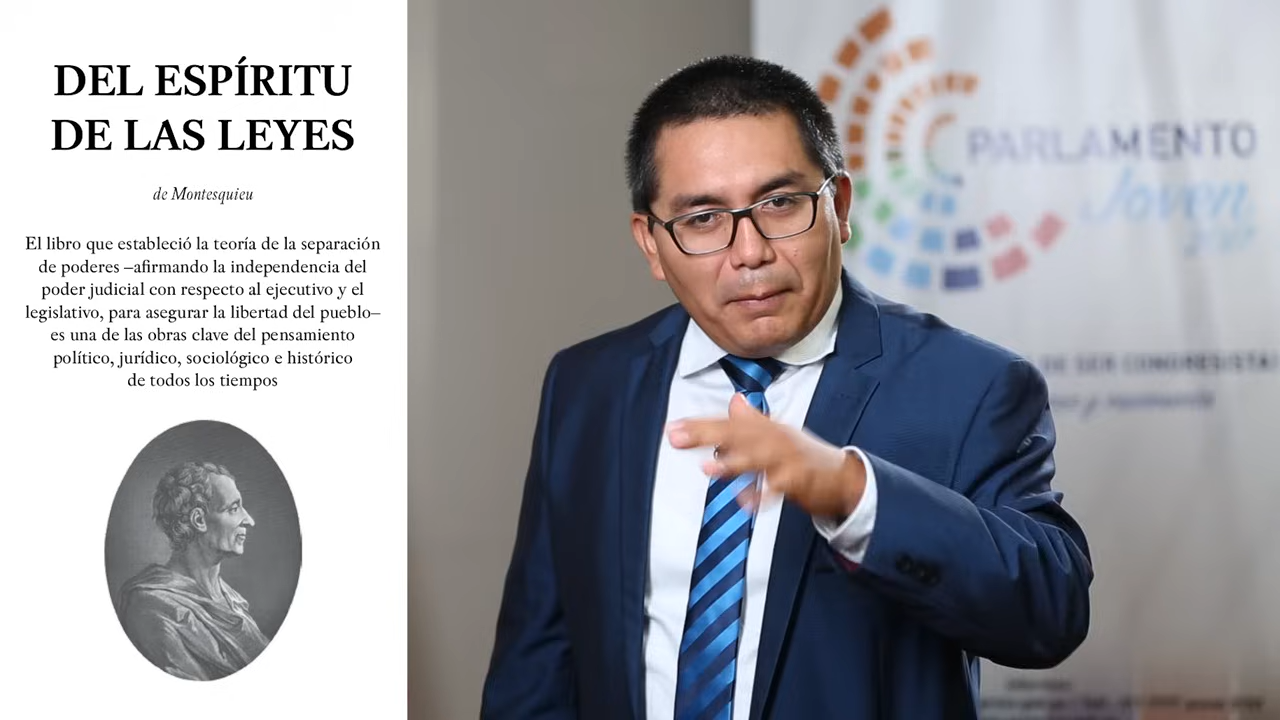 DEL ESPÍRITU
DE LAS LEYES
de Montesquieu
El libro que estableció la teoría de la separación
de poderes –afirmando la independencia del
poder judicial con respecto al ejecutivo y el
legislativo, para asegurar la libertad del pueblo–
es una de las obras clave del pensamiento
político, jurídico, sociológico e histórico
de todos los tiempos
PARLAMENTO
Joven
DE SER CONGRESISTA!